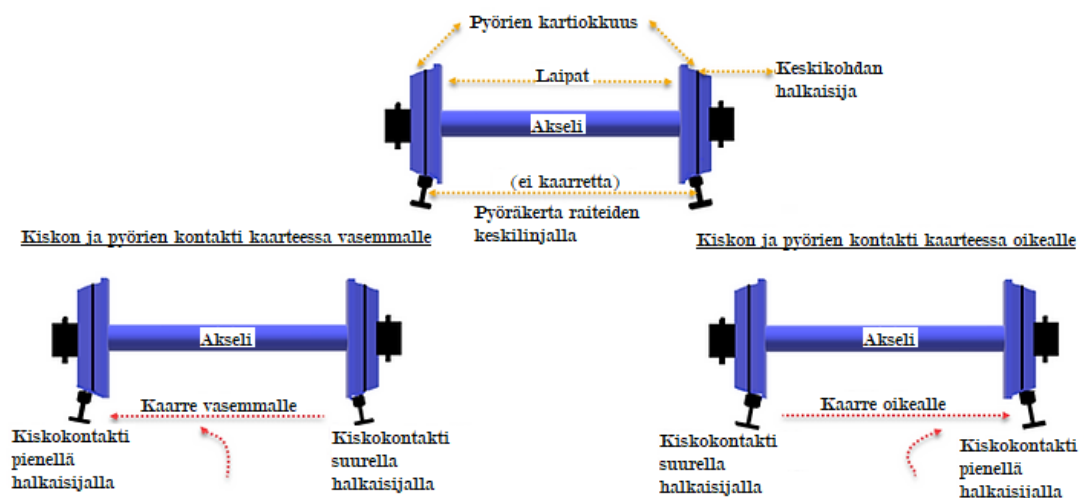 Pyörien kartiokkuus
Keskikohdan
halkaisija
Laipat
Akseli
(ei kaarretta)
Pyöräkerta raiteiden
keskilinjalla
Kiskon ja pyörien kontakti kaarteessa vasemmalle
Kiskon ja pyörien kontakti kaarteessa oikealle
Akseli
Kaarre vasemmalle
Kiskokontakti
pienellä
halkaisijalla
Kiskokontakti
suurella
halkaisijalla
Akseli
Kaarre oikealle
Kiskokontakti
suurella
halkaisijalla
Kiskokontakti
pienellä
halkaisijalla